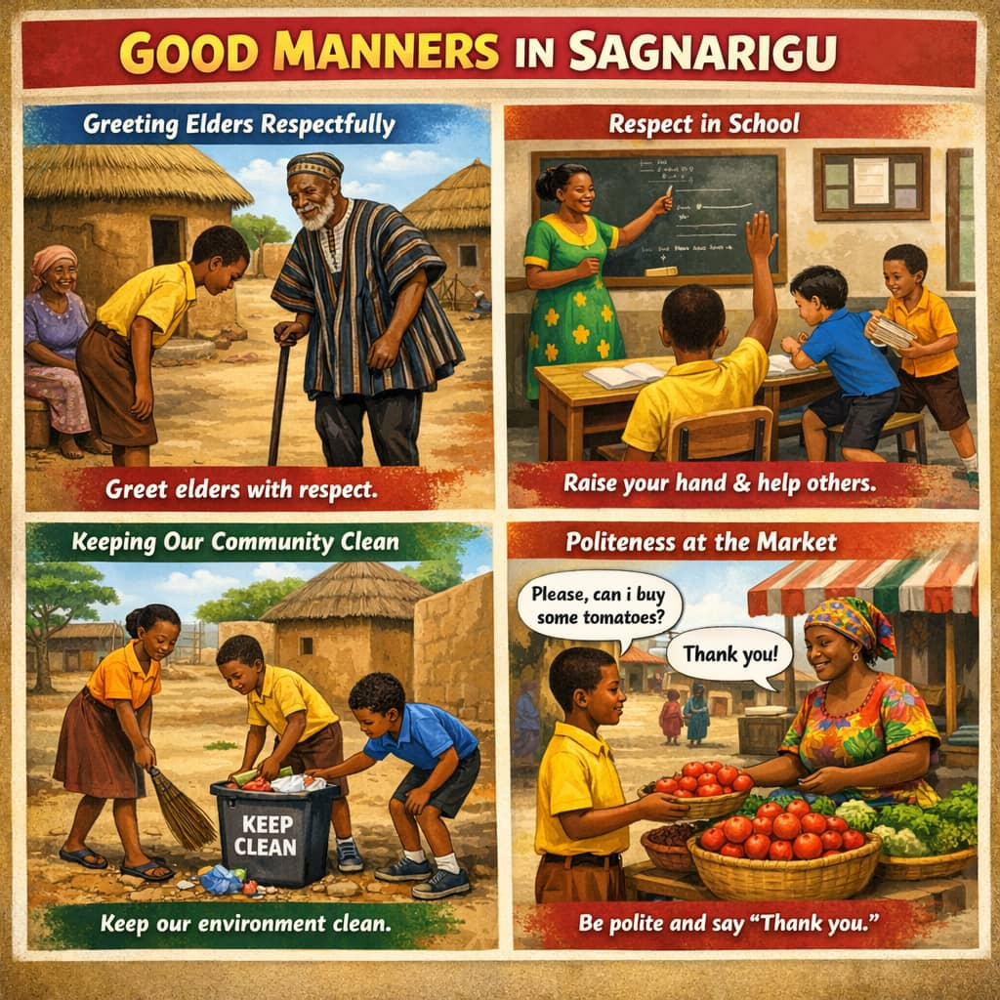 GOOD MANNERS IN SAGNARIGU
Greeting Elders Respectfully
Greet elders with respect.
Respect in School
Raise your hand & help others.
Keeping Our Community Clean
KEEP
CLEAN
Keep our environment clean.
Politeness at the Market
Please, can i buy
some tomatoes?
Thank you!
Be polite and say “Thank you.”